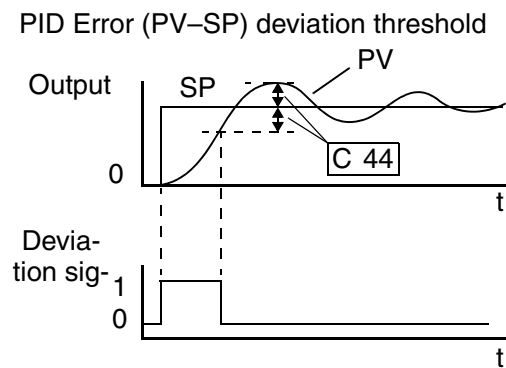 PID Error (PV–SP) deviation threshold
PV
Output
SP
C 44
0
t
Devia-
tion sig-
1
0
t